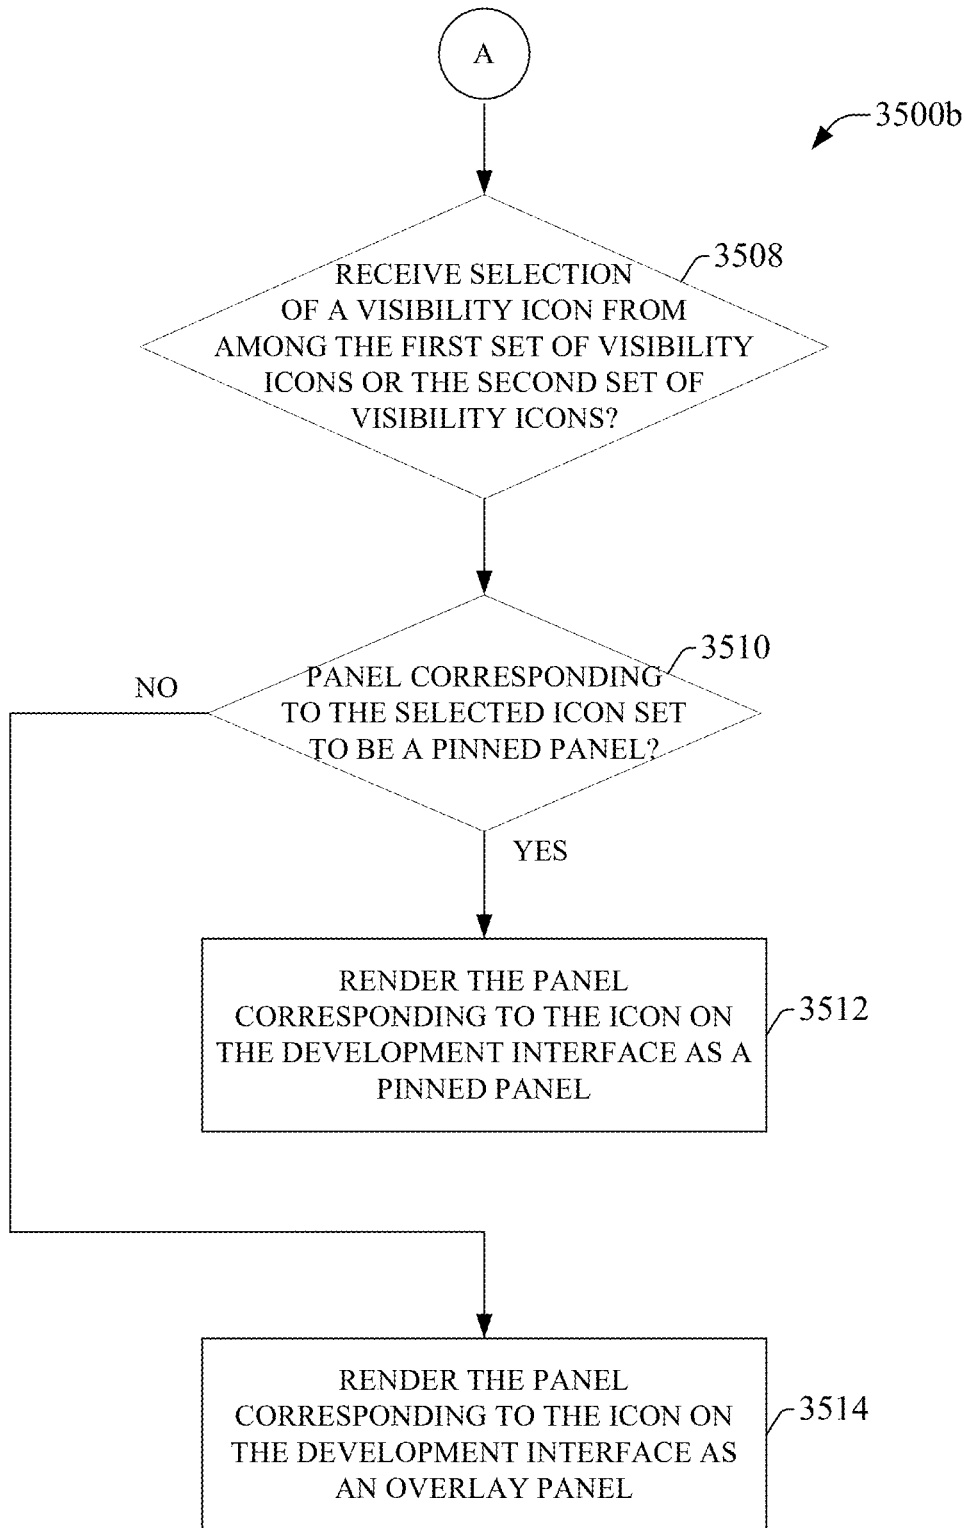 A
3500b
3508
RECEIVE SELECTION
OF A VISIBILITY ICON FROM
AMONG THE FIRST SET OF VISIBILITY
ICONS OR THE SECOND SET OF
VISIBILITY ICONS?
3510
NO
PANEL CORRESPONDING
TO THE SELECTED ICON SET
TO BE A PINNED PANEL?
YES
RENDER THE PANEL
CORRESPONDING TO THE ICON ON
THE DEVELOPMENT INTERFACE AS A
PINNED PANEL
3512
RENDER THE PANEL
CORRESPONDING TO THE ICON ON
THE DEVELOPMENT INTERFACE AS
AN OVERLAY PANEL
3514